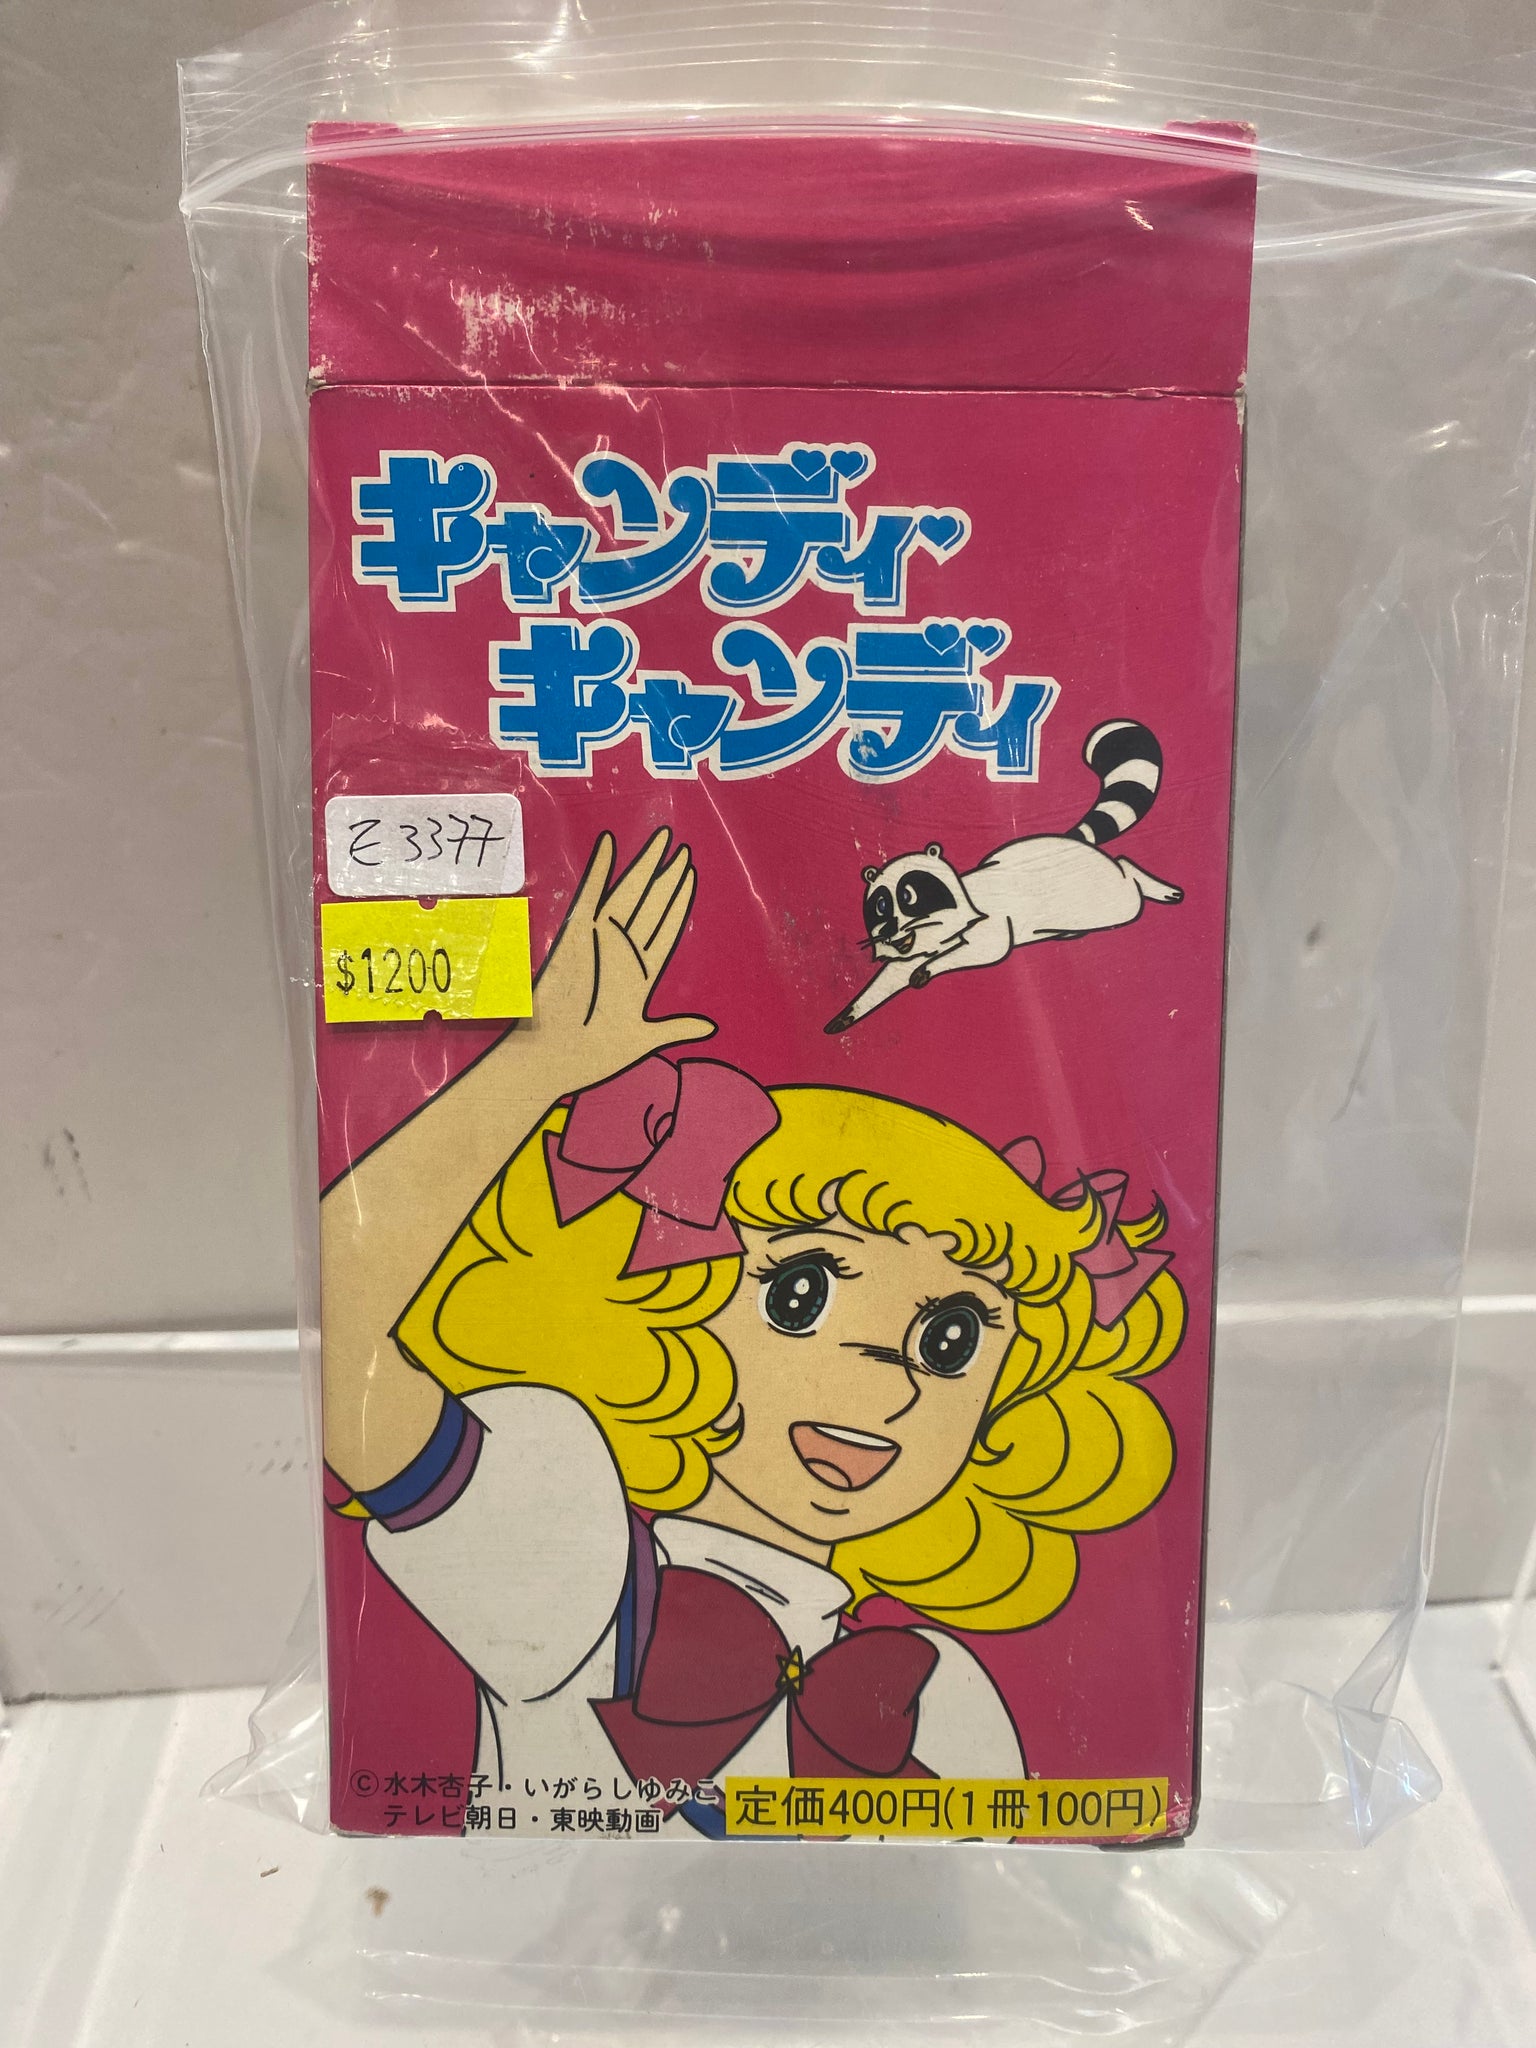 キャンディ
キャンディ
Z 3377
$1200
©水木杏子・いがらしゆみこ
テレビ朝日・東映動画
定価400円(1冊100円)